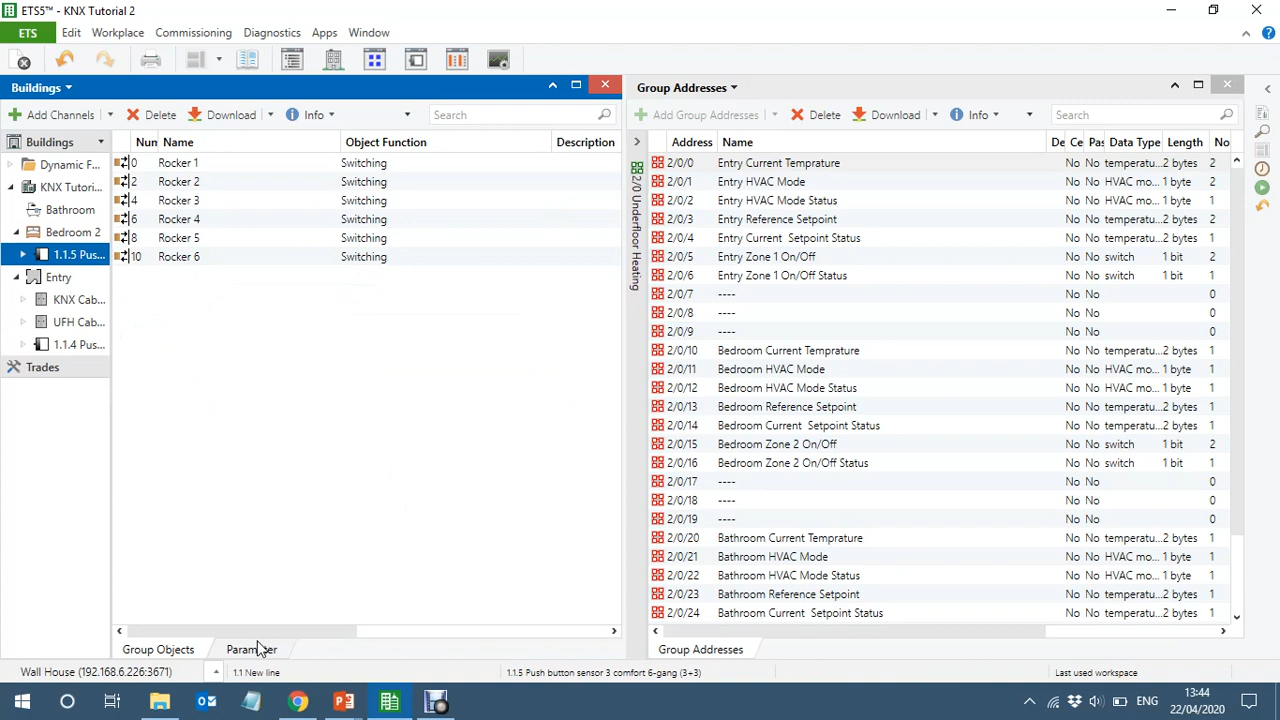 ETS5™ - KNX Tutorial 2
ETS Edit Workplace Commissioning Diagnostics Apps Window
Buildings
Add Channels Delete Download Info Search
Buildings
Dynamic F...
KNX Tutori...
Bathroom
Bedroom 2
1.1.5 Pus...
Entry
KNX Cab...
UFH Cab...
1.1.4 Pus...
Trades
Num Name Object Function Description
0 Rocker 1 Switching
2 Rocker 2 Switching
4 Rocker 3 Switching
6 Rocker 4 Switching
8 Rocker 5 Switching
10 Rocker 6 Switching
Group Objects Parameter
Group Addresses
Add Group Addresses Delete Download Info Search
2/0 Underfloor Heating
Address Name De Ce Pas Data Type Length No
2/0/0 Entry Current Temprature No No temperatu... 2 bytes 2
2/0/1 Entry HVAC Mode No No HVAC mo... 1 byte 2
2/0/2 Entry HVAC Mode Status No No HVAC mo... 1 byte 1
2/0/3 Entry Reference Setpoint No No temperatu... 2 bytes 2
2/0/4 Entry Current Setpoint Status No No temperatu... 2 bytes 1
2/0/5 Entry Zone 1 On/Off No No switch 1 bit 2
2/0/6 Entry Zone 1 On/Off Status No No switch 1 bit 1
2/0/7 ---- No No 0
2/0/8 ---- No No 0
2/0/9 ---- No No 0
2/0/10 Bedroom Current Temprature No No temperatu... 2 bytes 1
2/0/11 Bedroom HVAC Mode No No HVAC mo... 1 byte 1
2/0/12 Bedroom HVAC Mode Status No No HVAC mo... 1 byte 1
2/0/13 Bedroom Reference Setpoint No No temperatu... 2 bytes 1
2/0/14 Bedroom Current Setpoint Status No No temperatu... 2 bytes 1
2/0/15 Bedroom Zone 2 On/Off No No switch 1 bit 2
2/0/16 Bedroom Zone 2 On/Off Status No No switch 1 bit 1
2/0/17 ---- No No 0
2/0/18 ---- No No 0
2/0/19 ---- No No 0
2/0/20 Bathroom Current Temprature No No temperatu... 2 bytes 1
2/0/21 Bathroom HVAC Mode No No HVAC mo... 1 byte 1
2/0/22 Bathroom HVAC Mode Status No No HVAC mo... 1 byte 1
2/0/23 Bathroom Reference Setpoint No No temperatu... 2 bytes 1
2/0/24 Bathroom Current Setpoint Status No No temperatu... 2 bytes 1
Group Addresses
Wall House (192.168.6.226:3671) 1.1 New line 1.1.5 Push button sensor 3 comfort 6-gang (3+3) Last used workspace
ENG 13:44
22/04/2020